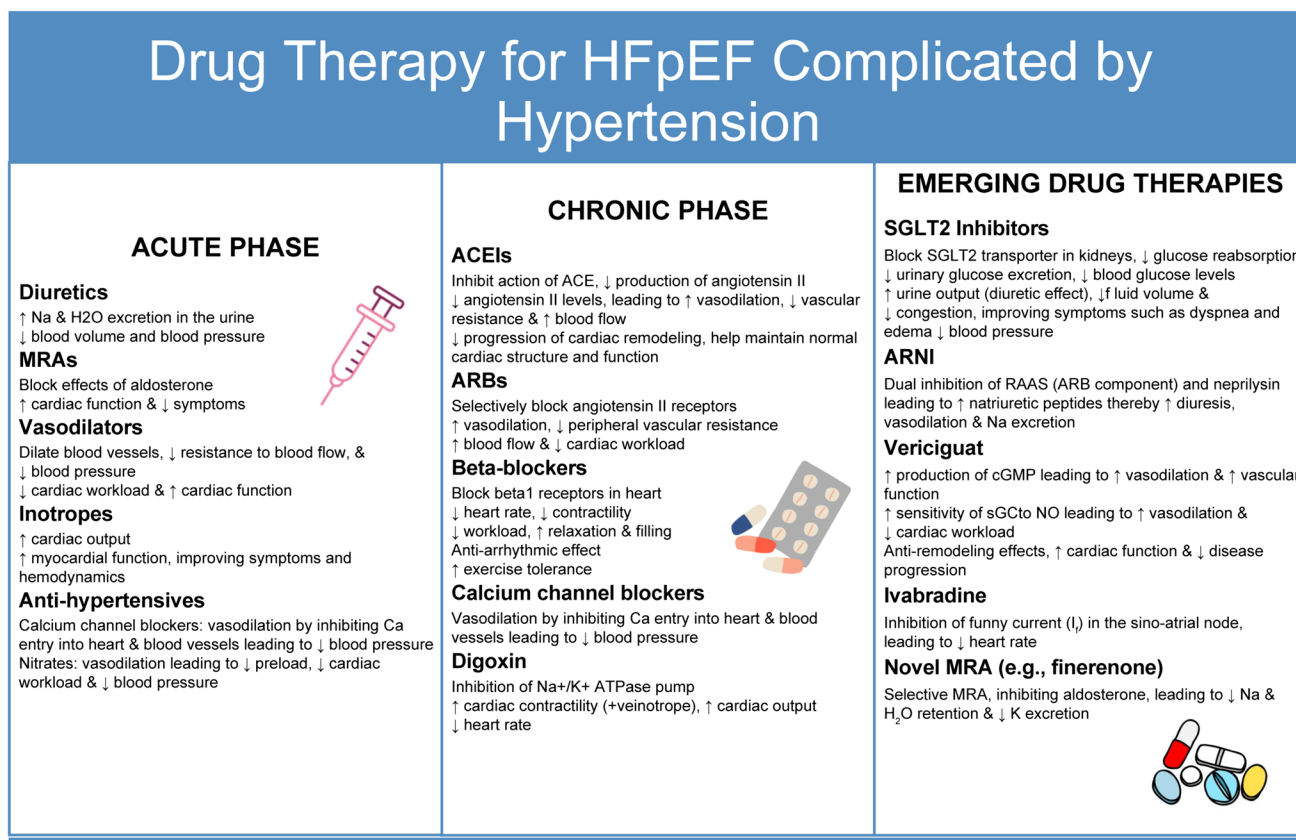 Drug Therapy for HFpEF Complicated by
Hypertension
ACUTE PHASE
Diuretics
↑ Na & H2O excretion in the urine
↓ blood volume and blood pressure
MRAs
Block effects of aldosterone
↑ cardiac function & ↓ symptoms
Vasodilators
Dilate blood vessels, ↓ resistance to blood flow, &
↓ blood pressure
↓ cardiac workload & ↑ cardiac function
Inotropes
↑ cardiac output
↑ myocardial function, improving symptoms and
hemodynamics
Anti-hypertensives
Calcium channel blockers: vasodilation by inhibiting Ca
entry into heart & blood vessels leading to ↓ blood pressure
Nitrates: vasodilation leading to ↓ preload, ↓ cardiac
workload & ↓ blood pressure
CHRONIC PHASE
ACEIs
Inhibit action of ACE, ↓ production of angiotensin II
↓ angiotensin II levels, leading to ↑ vasodilation, ↓ vascular
resistance & ↑ blood flow
↓ progression of cardiac remodeling, help maintain normal
cardiac structure and function
ARBs
Selectively block angiotensin II receptors
↑ vasodilation, ↓ peripheral vascular resistance
↑ blood flow & ↓ cardiac workload
Beta-blockers
Block beta1 receptors in heart
↓ heart rate, ↓ contractility
↓ workload, ↑ relaxation & filling
Anti-arrhythmic effect
↑ exercise tolerance
Calcium channel blockers
Vasodilation by inhibiting Ca entry into heart & blood
vessels leading to ↓ blood pressure
Digoxin
Inhibition of Na+/K+ ATPase pump
↑ cardiac contractility (+veinotrope), ↑ cardiac output
↓ heart rate
EMERGING DRUG THERAPIES
SGLT2 Inhibitors
Block SGLT2 transporter in kidneys, ↓ glucose reabsorption
↓ urinary glucose excretion, ↓ blood glucose levels
↑ urine output (diuretic effect), ↓f luid volume &
↓ congestion, improving symptoms such as dyspnea and
edema ↓ blood pressure
ARNI
Dual inhibition of RAAS (ARB component) and neprilysin
leading to ↑ natriuretic peptides thereby ↑ diuresis,
vasodilation & Na excretion
Vericiguat
↑ production of cGMP leading to ↑ vasodilation & ↑ vascular
function
↑ sensitivity of sGCto NO leading to ↑ vasodilation &
↓ cardiac workload
Anti-remodeling effects, ↑ cardiac function & ↓ disease
progression
Ivabradine
Inhibition of funny current (If) in the sino-atrial node,
leading to ↓ heart rate
Novel MRA (e.g., finerenone)
Selective MRA, inhibiting aldosterone, leading to ↓ Na &
H2O retention & ↓ K excretion